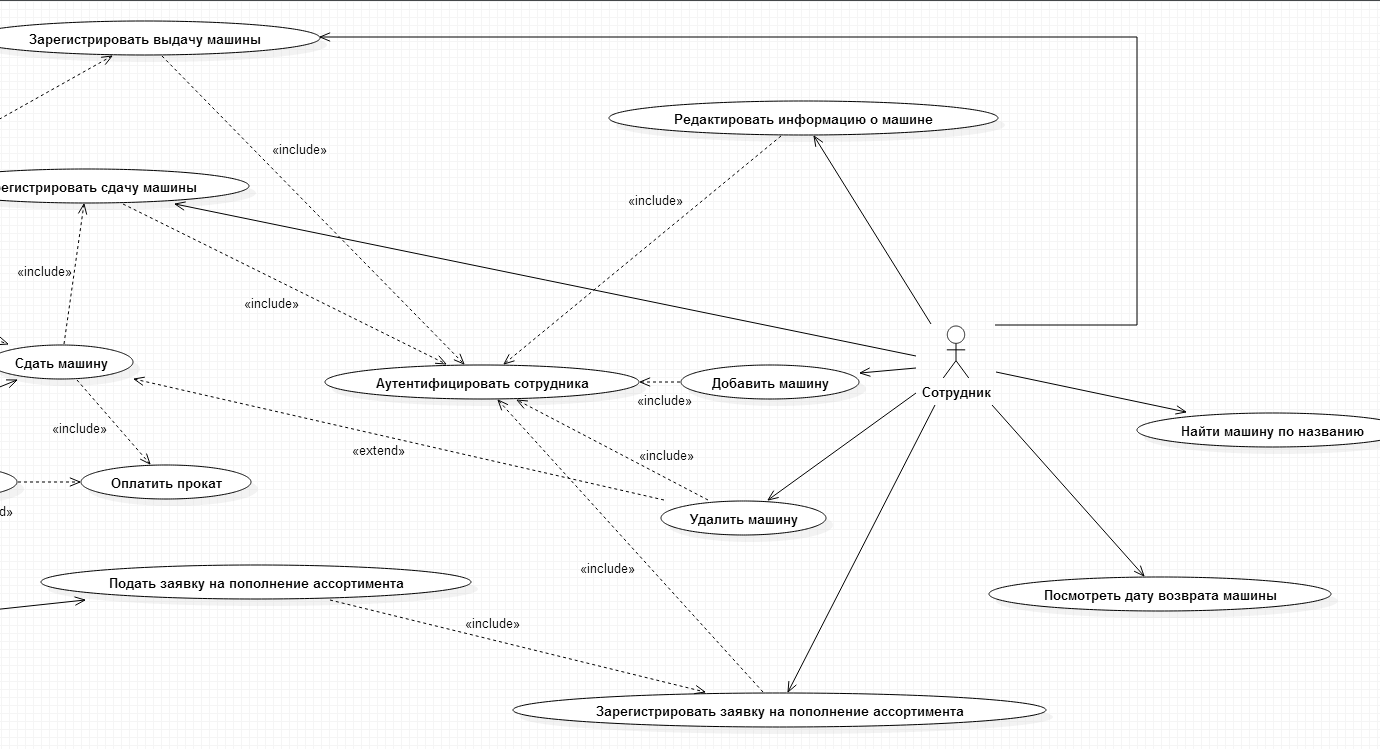 Зарегистрировать выдачу машины
Редактировать информацию о машине
«include»
егистрировать сдачу машины
«include»
«include»
«include»
Сдать машину
Аутентифицировать сотрудника
Добавить машину
«include»
Сотрудник
Найти машину по названию
«include»
«extend»
«include»
Оплатить прокат
d»
Удалить машину
«include»
Подать заявку на пополнение ассортимента
Посмотреть дату возврата машины
«include»
Зарегистрировать заявку на пополнение ассортимента